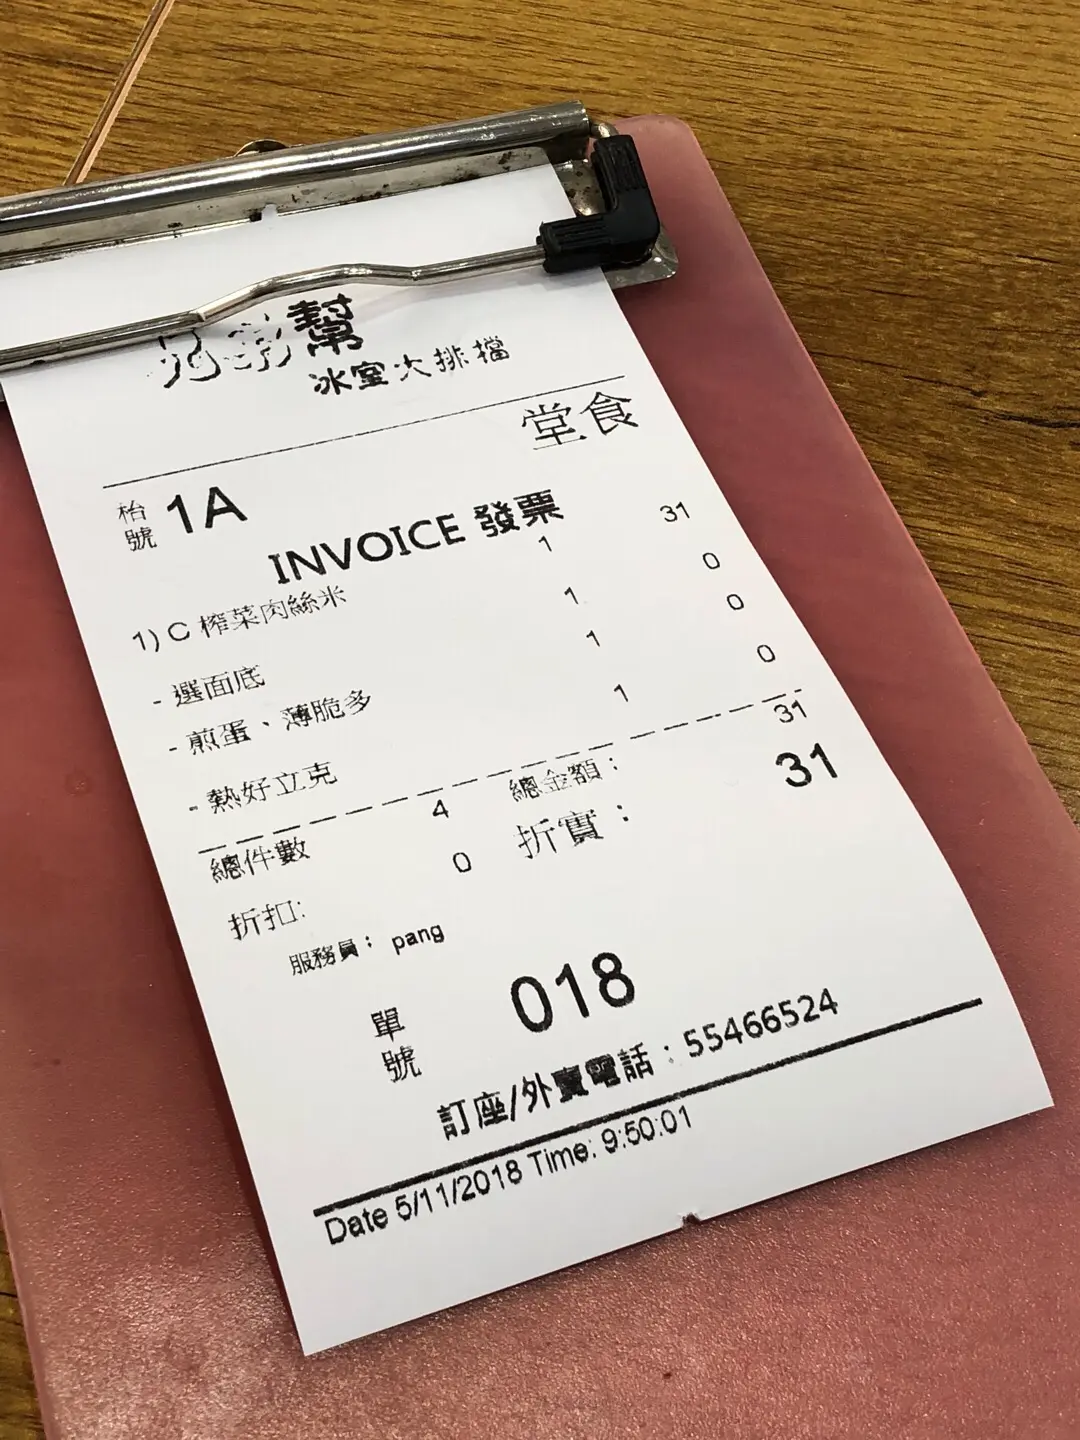 幫
冰室大排檔
堂食
枱號 1A
INVOICE 發票
1) C 榨菜肉絲米 1 31
- 選面底 1 0
- 煎蛋、薄脆多 1 0
- 熱好立克 1 0
總件數 4 總金額： 31
折扣: 0 折實： 31
服務員： pang
單號 018
訂座/外賣電話：55466524
Date 5/11/2018 Time: 9:50:01